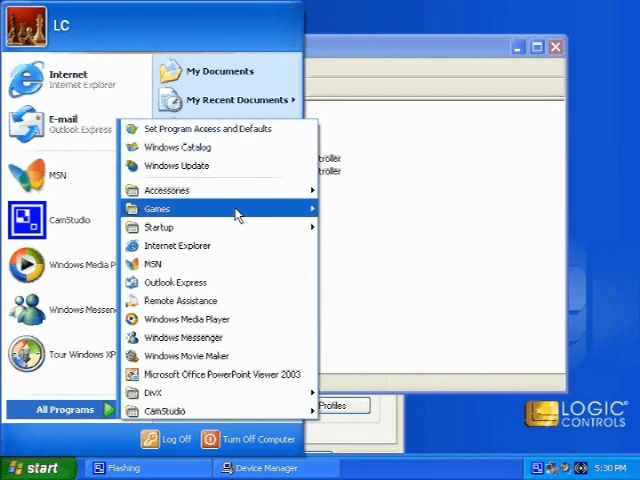 LC
Internet
Internet Explorer
E-mail
Outlook Express
MSN
CamStudio
Windows Media P
Windows Messen
Tour Windows XP
All Programs
My Documents
My Recent Documents
Set Program Access and Defaults
Windows Catalog
Windows Update
Accessories
Games
Startup
Internet Explorer
MSN
Outlook Express
Remote Assistance
Windows Media Player
Windows Messenger
Windows Movie Maker
Microsoft Office PowerPoint Viewer 2003
DivX
CamStudio
troller
troller
Profiles
LOGIC
CONTROLS
Log Off
Turn Off Computer
start
Flashing
Device Manager
5:30 PM